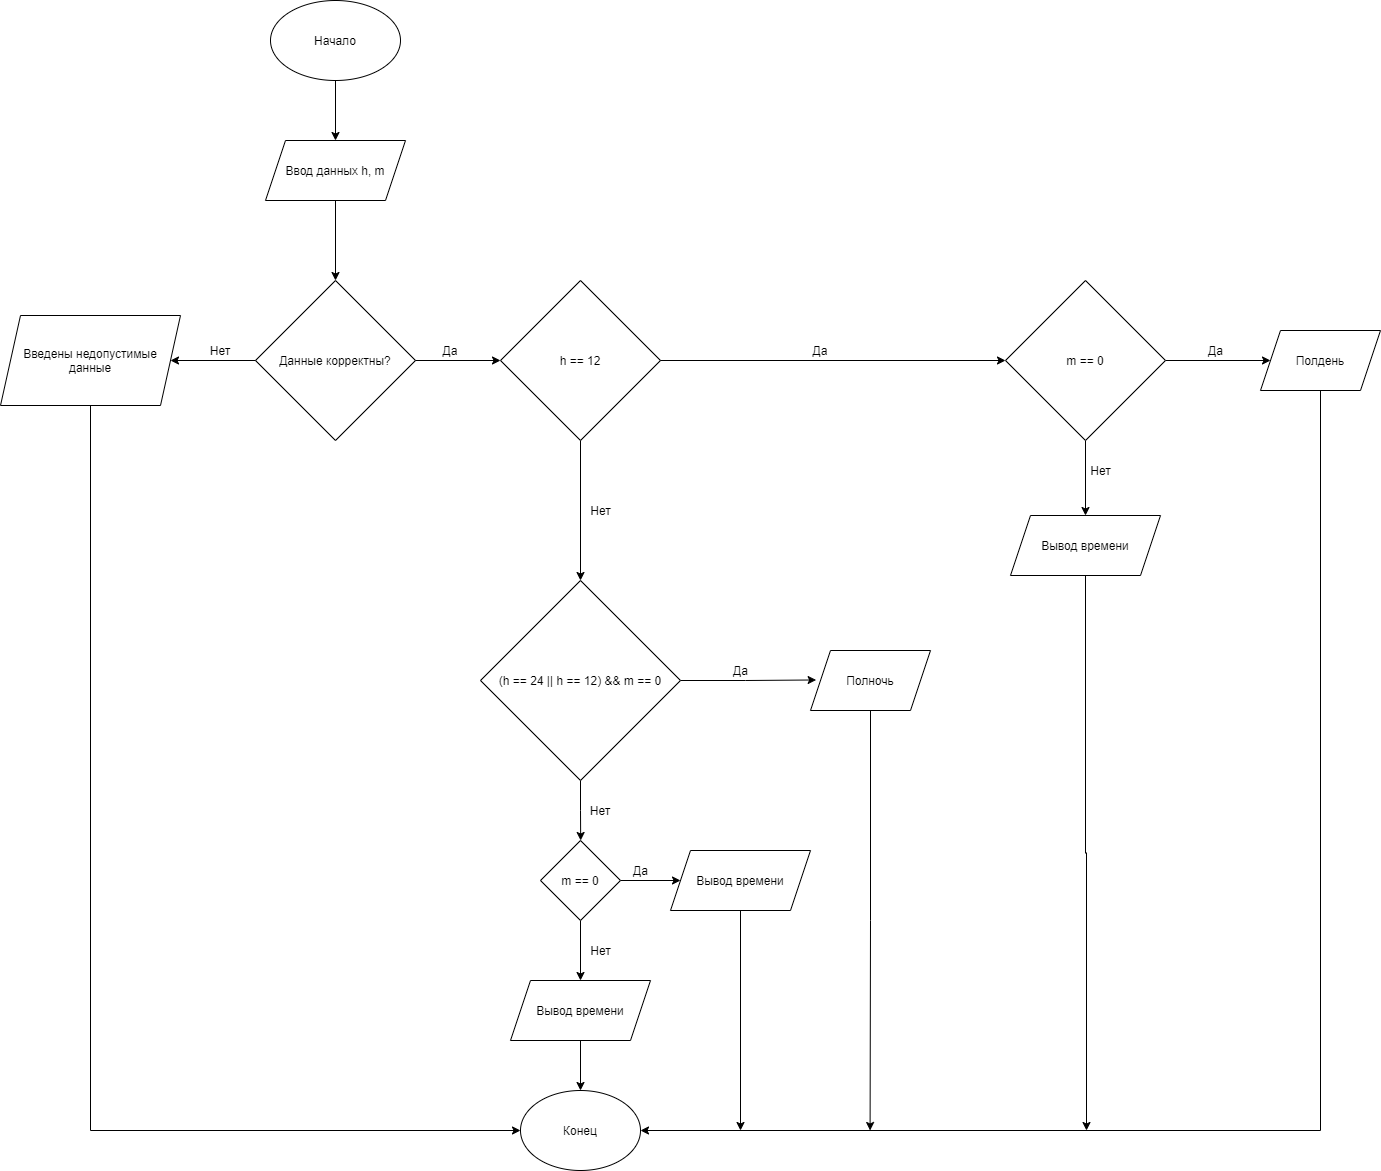 Начало
Ввод данных h, m
Введены недопустимые
данные
Нет
Данные корректны?
Да
h == 12
Да
m == 0
Да
Полдень
Нет
Вывод времени
Нет
(h == 24 || h == 12) && m == 0
Да
Полночь
Нет
m == 0
Да
Вывод времени
Нет
Вывод времени
Конец